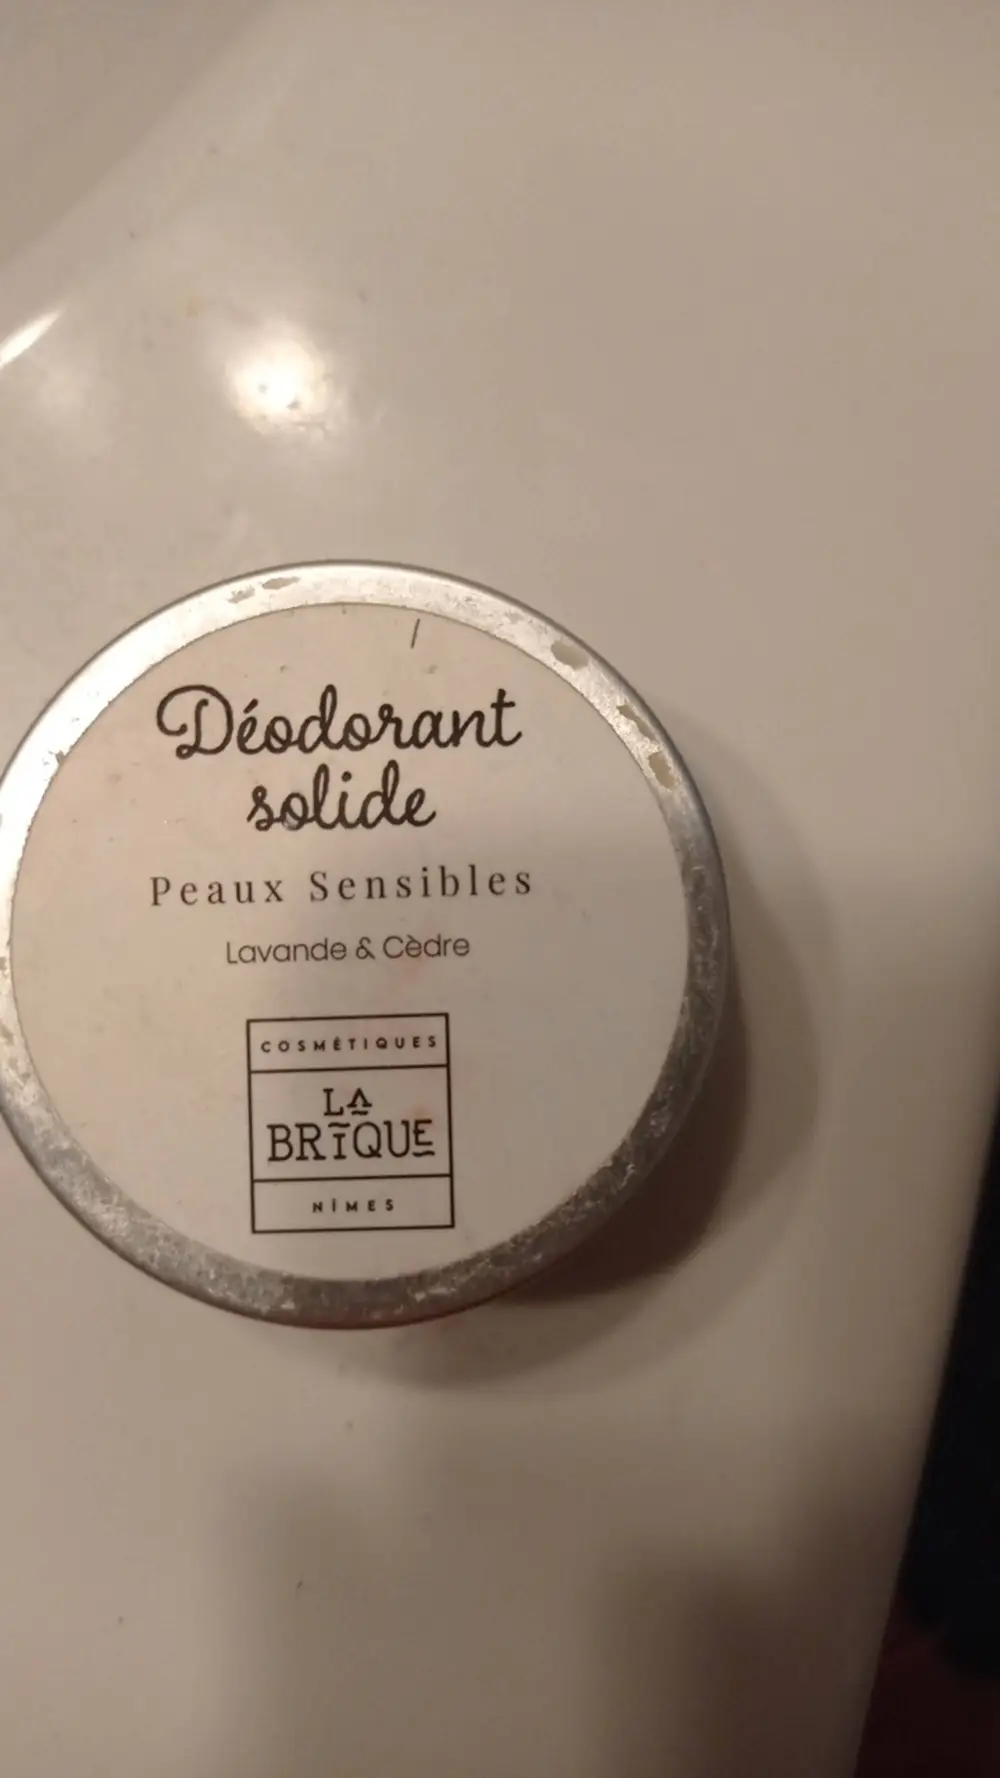 Déodorant
solide
Peaux Sensibles
Lavande & Cèdre
COSMÉTIQUES
LA
BRIQUE
NÎMES